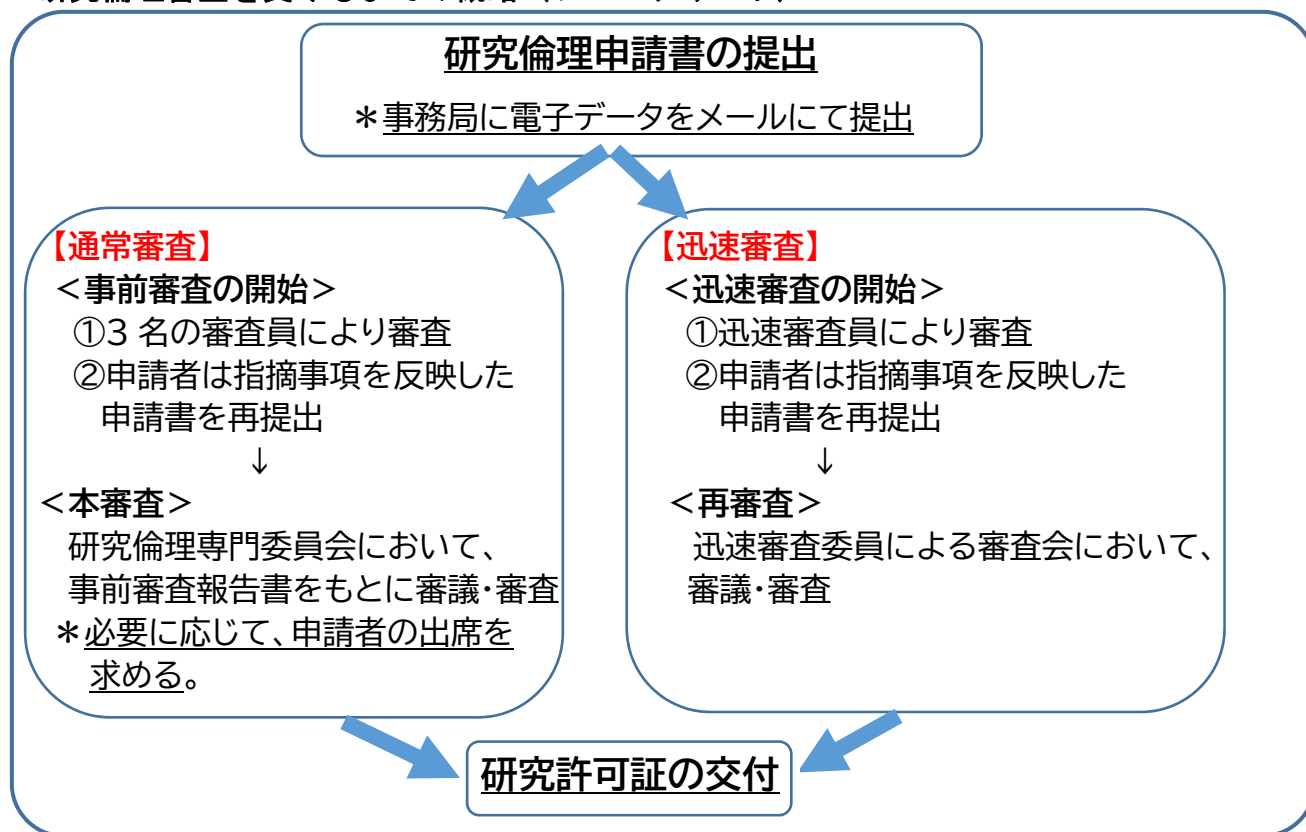 研究倫理申請書の提出
＊事務局に電子データをメールにて提出
【通常審査】
＜事前審査の開始＞
①3 名の審査員により審査
②申請者は指摘事項を反映した
申請書を再提出
↓
＜本審査＞
研究倫理専門委員会において、
事前審査報告書をもとに審議・審査
＊必要に応じて、申請者の出席を
求める。
【迅速審査】
＜迅速審査の開始＞
①迅速審査員により審査
②申請者は指摘事項を反映した
申請書を再提出
↓
＜再審査＞
迅速審査委員による審査会において、
審議・審査
研究許可証の交付